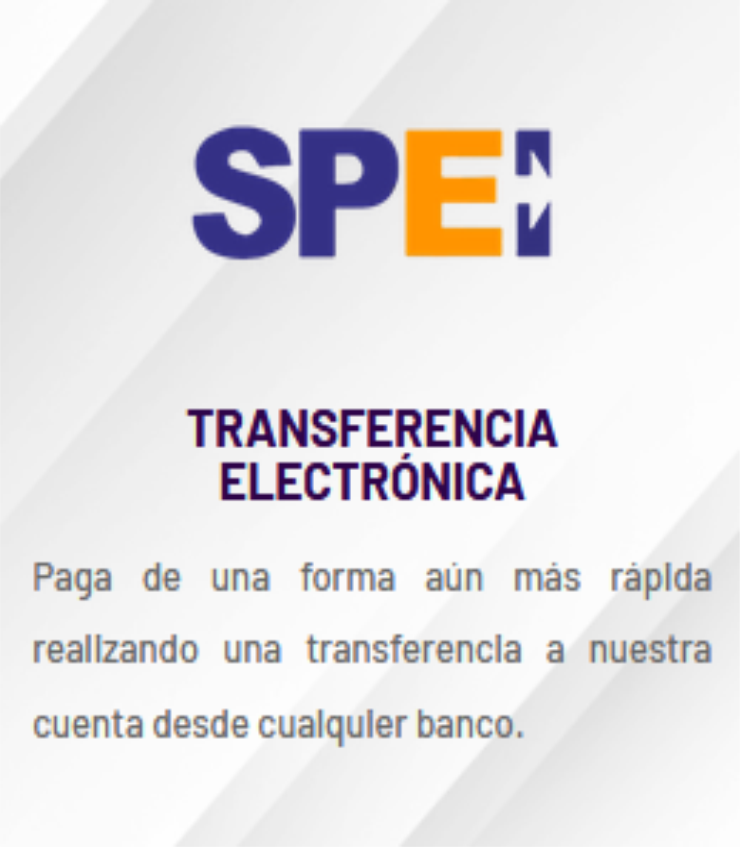 SPEI
TRANSFERENCIA
ELECTRÓNICA
Paga de una forma aún más rápida
realizando una transferencia a nuestra
cuenta desde cualquier banco.